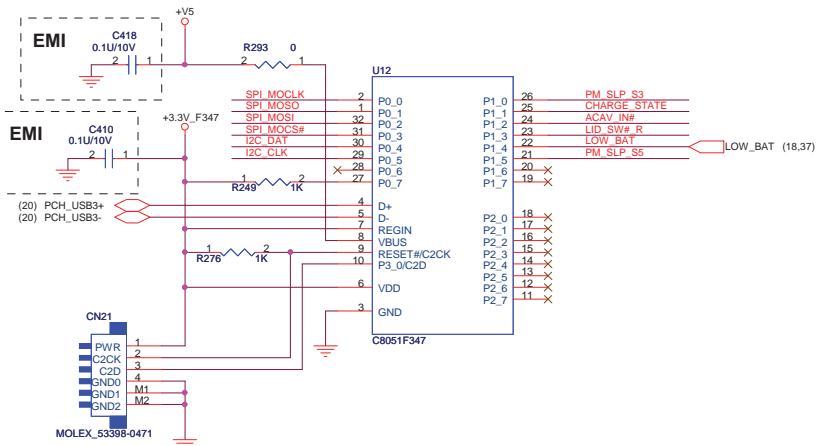 +V5
EMI
C418
0.1U/10V
2 1
R293 0
2 1
U12
SPI_MOCLK 2 P0_0 P1_0 26 PM_SLP_S3
SPI_MOSO 1 P0_1 P1_1 25 CHARGE_STATE
SPI_MOSI 32 P0_2 P1_2 24 ACAV_IN#
SPI_MOCS# 31 P0_3 P1_3 23 LID_SW#_R
I2C_DAT 30 P0_4 P1_4 22 LOW_BAT LOW_BAT (18,37)
I2C_CLK 29 P0_5 P1_5 21 PM_SLP_S5
28 P0_6 P1_6 20
27 P0_7 P1_7 19
+3.3V_F347
EMI
C410
0.1U/10V
2 1
1 2
R249 1K
(20) PCH_USB3+ 4 D+ P2_0 18
(20) PCH_USB3- 5 D- P2_1 17
7 REGIN P2_2 16
8 VBUS P2_3 15
9 RESET#/C2CK P2_4 14
10 P3_0/C2D P2_5 13
P2_6 12
P2_7 11
1 2
R276 1K
6 VDD
3 GND
C8051F347
CN21
PWR 1
C2CK 2
C2D 3
GND0 4
GND1 M1
GND2 M2
MOLEX_53398-0471